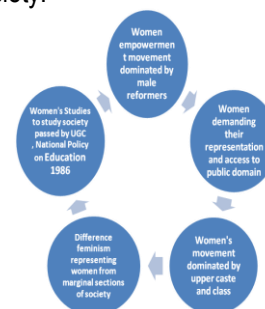 ciety.
Women
empowermen
t movement
dominated by
male
reformers
Women
demanding
their
representation
and access to
public domain
Women's
movement
dominated by
upper caste
and class
Difference
feminism
representing
women from
marginal sections
of society
Women's Studies
to study society
passed by UGC
, National Policy
on Education
1986